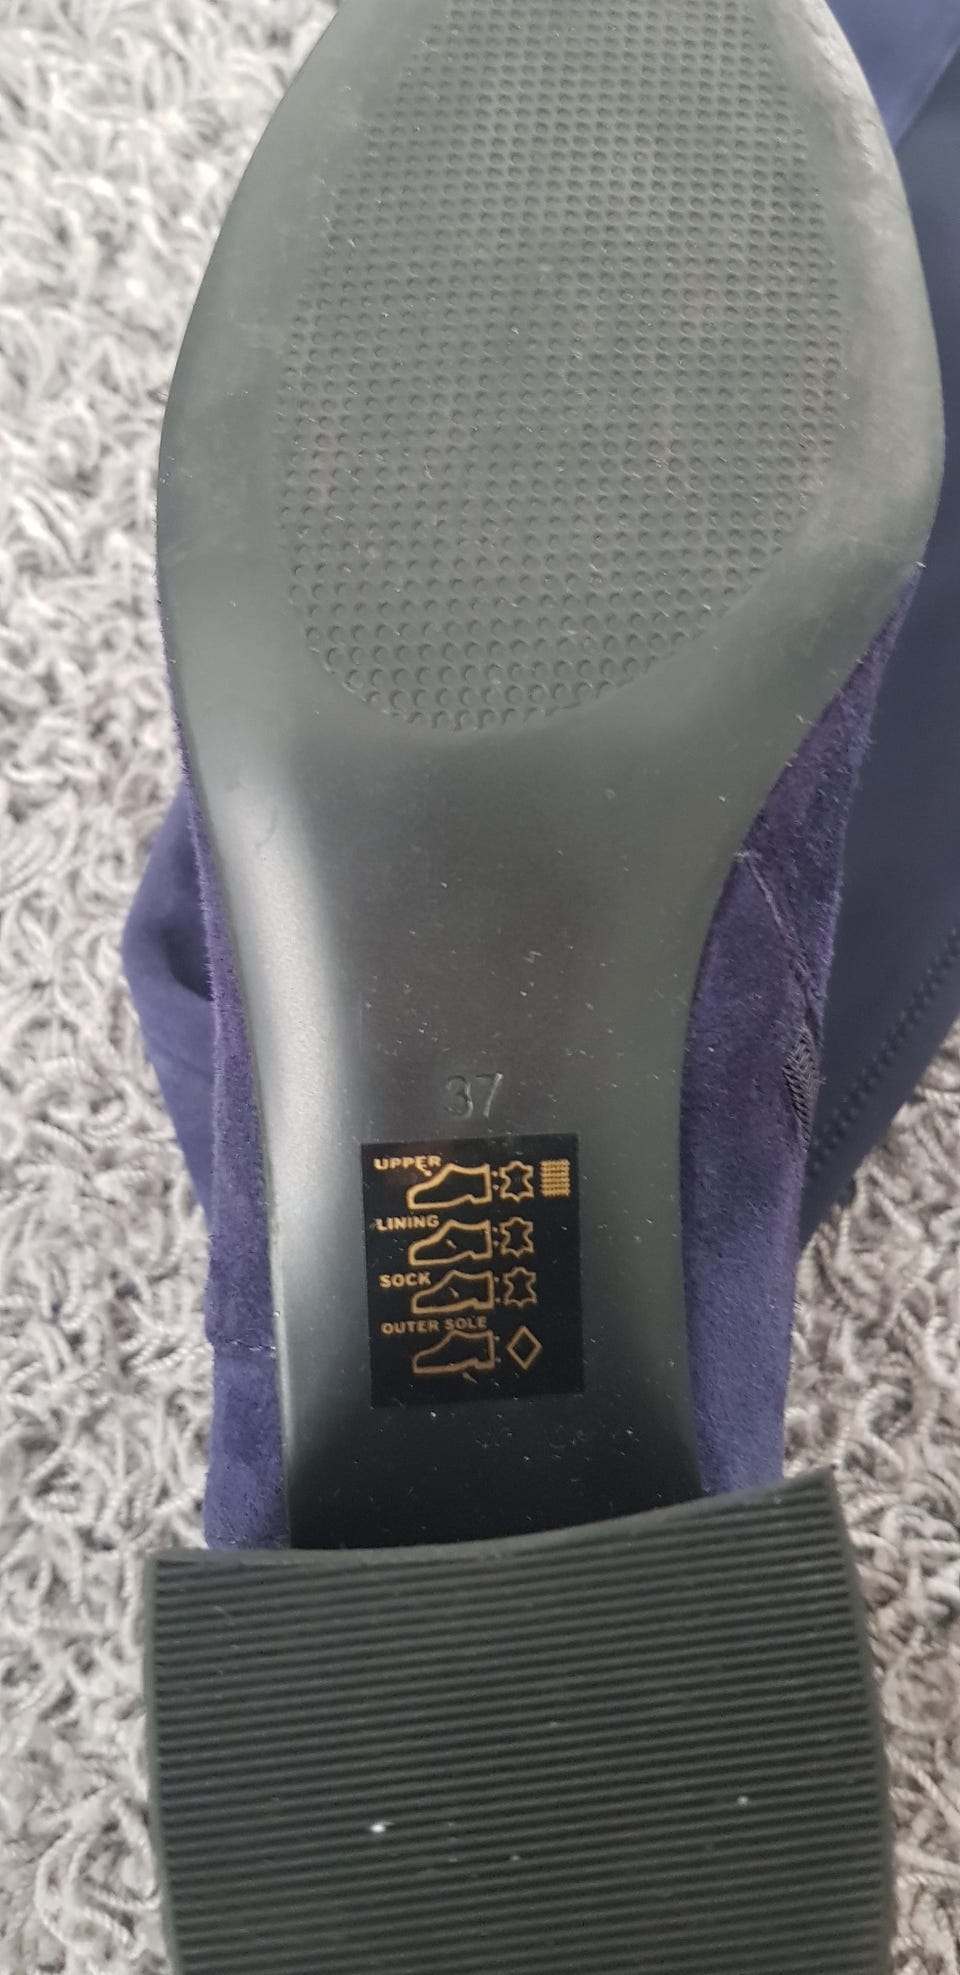 37
UPPER
LINING
SOCK
OUTER SOLE